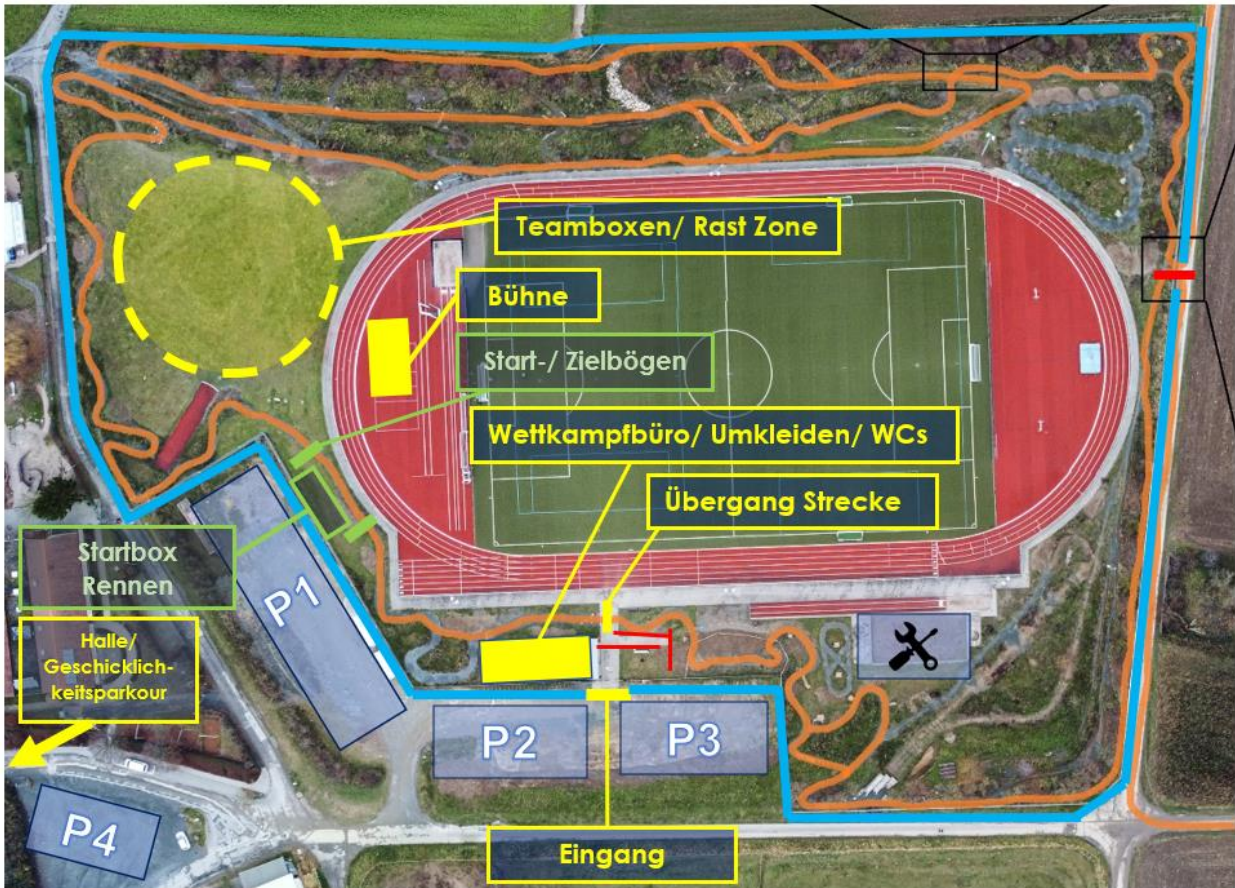 Teamboxen/ Rast Zone
Bühne
Start-/ Zielbögen
Wettkampfbüro/ Umkleiden/ WCs
Übergang Strecke
Startbox
Rennen
P1
Halle/
Geschicklich-
keitsparkour
P2
P3
P4
Eingang